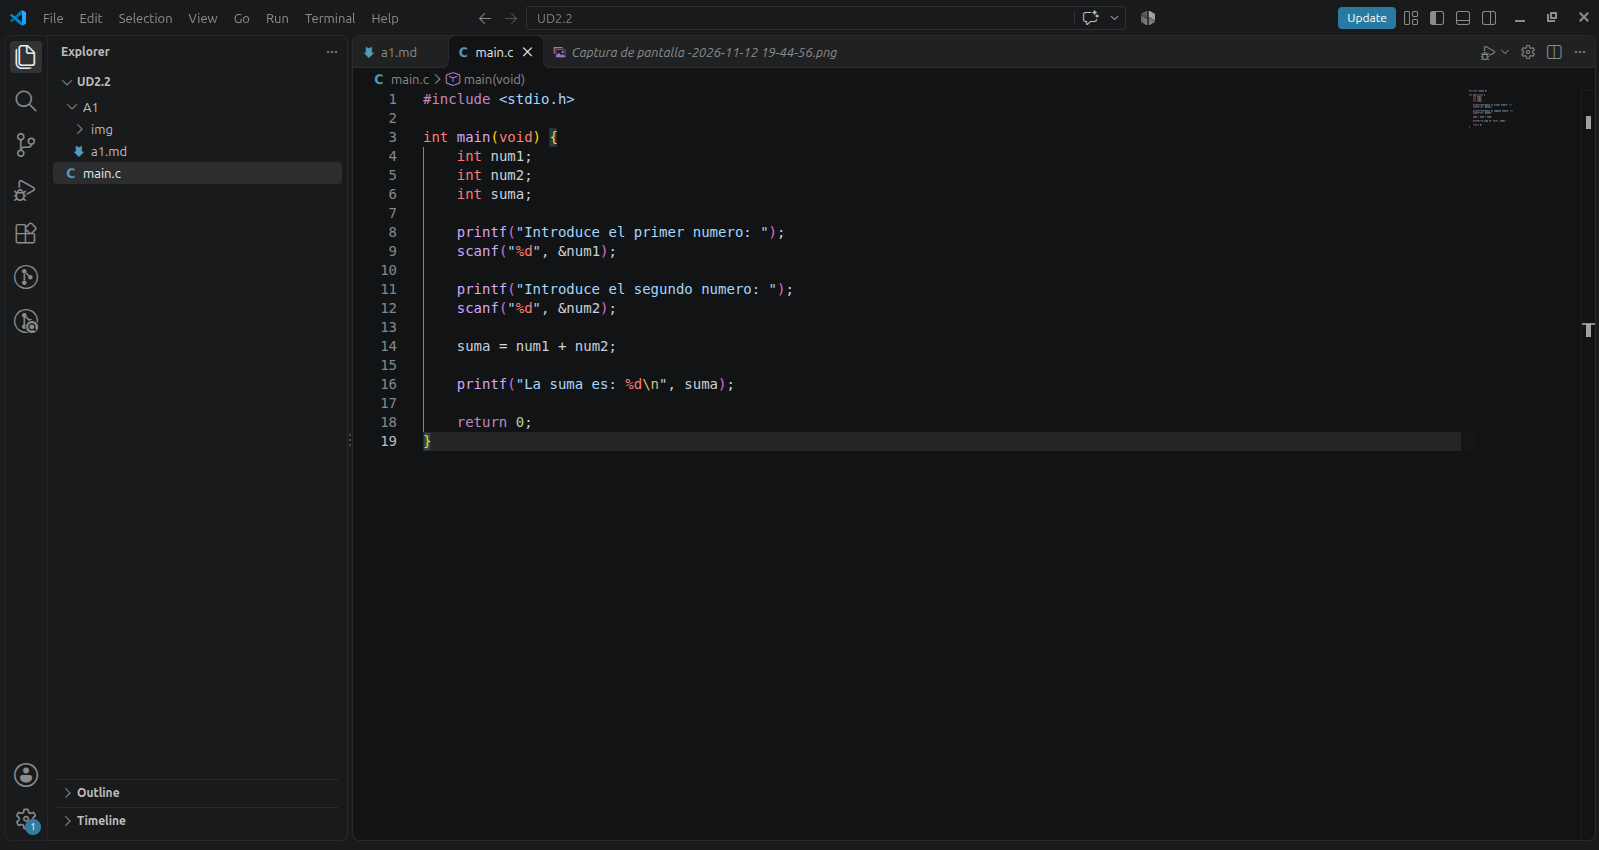 File Edit Selection View Go Run Terminal Help
UD2.2
Update
Explorer
UD2.2
A1
img
a1.md
main.c
Outline
Timeline
1
a1.md
main.c
Captura de pantalla -2026-11-12 19-44-56.png
main.c > main(void)
1 #include <stdio.h>
2
3 int main(void) {
4 int num1;
5 int num2;
6 int suma;
7
8 printf("Introduce el primer numero: ");
9 scanf("%d", &num1);
10
11 printf("Introduce el segundo numero: ");
12 scanf("%d", &num2);
13
14 suma = num1 + num2;
15
16 printf("La suma es: %d\n", suma);
17
18 return 0;
19 }